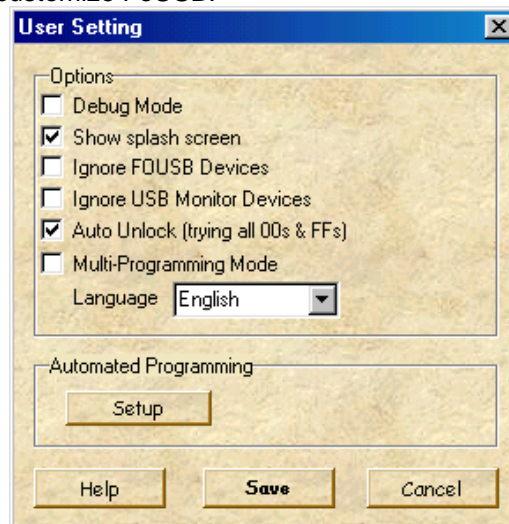 User Setting
Options
Debug Mode
Show splash screen
Ignore FOUSB Devices
Ignore USB Monitor Devices
Auto Unlock (trying all 00s & FFs)
Multi-Programming Mode
Language English
Automated Programming
Setup
Help Save Cancel